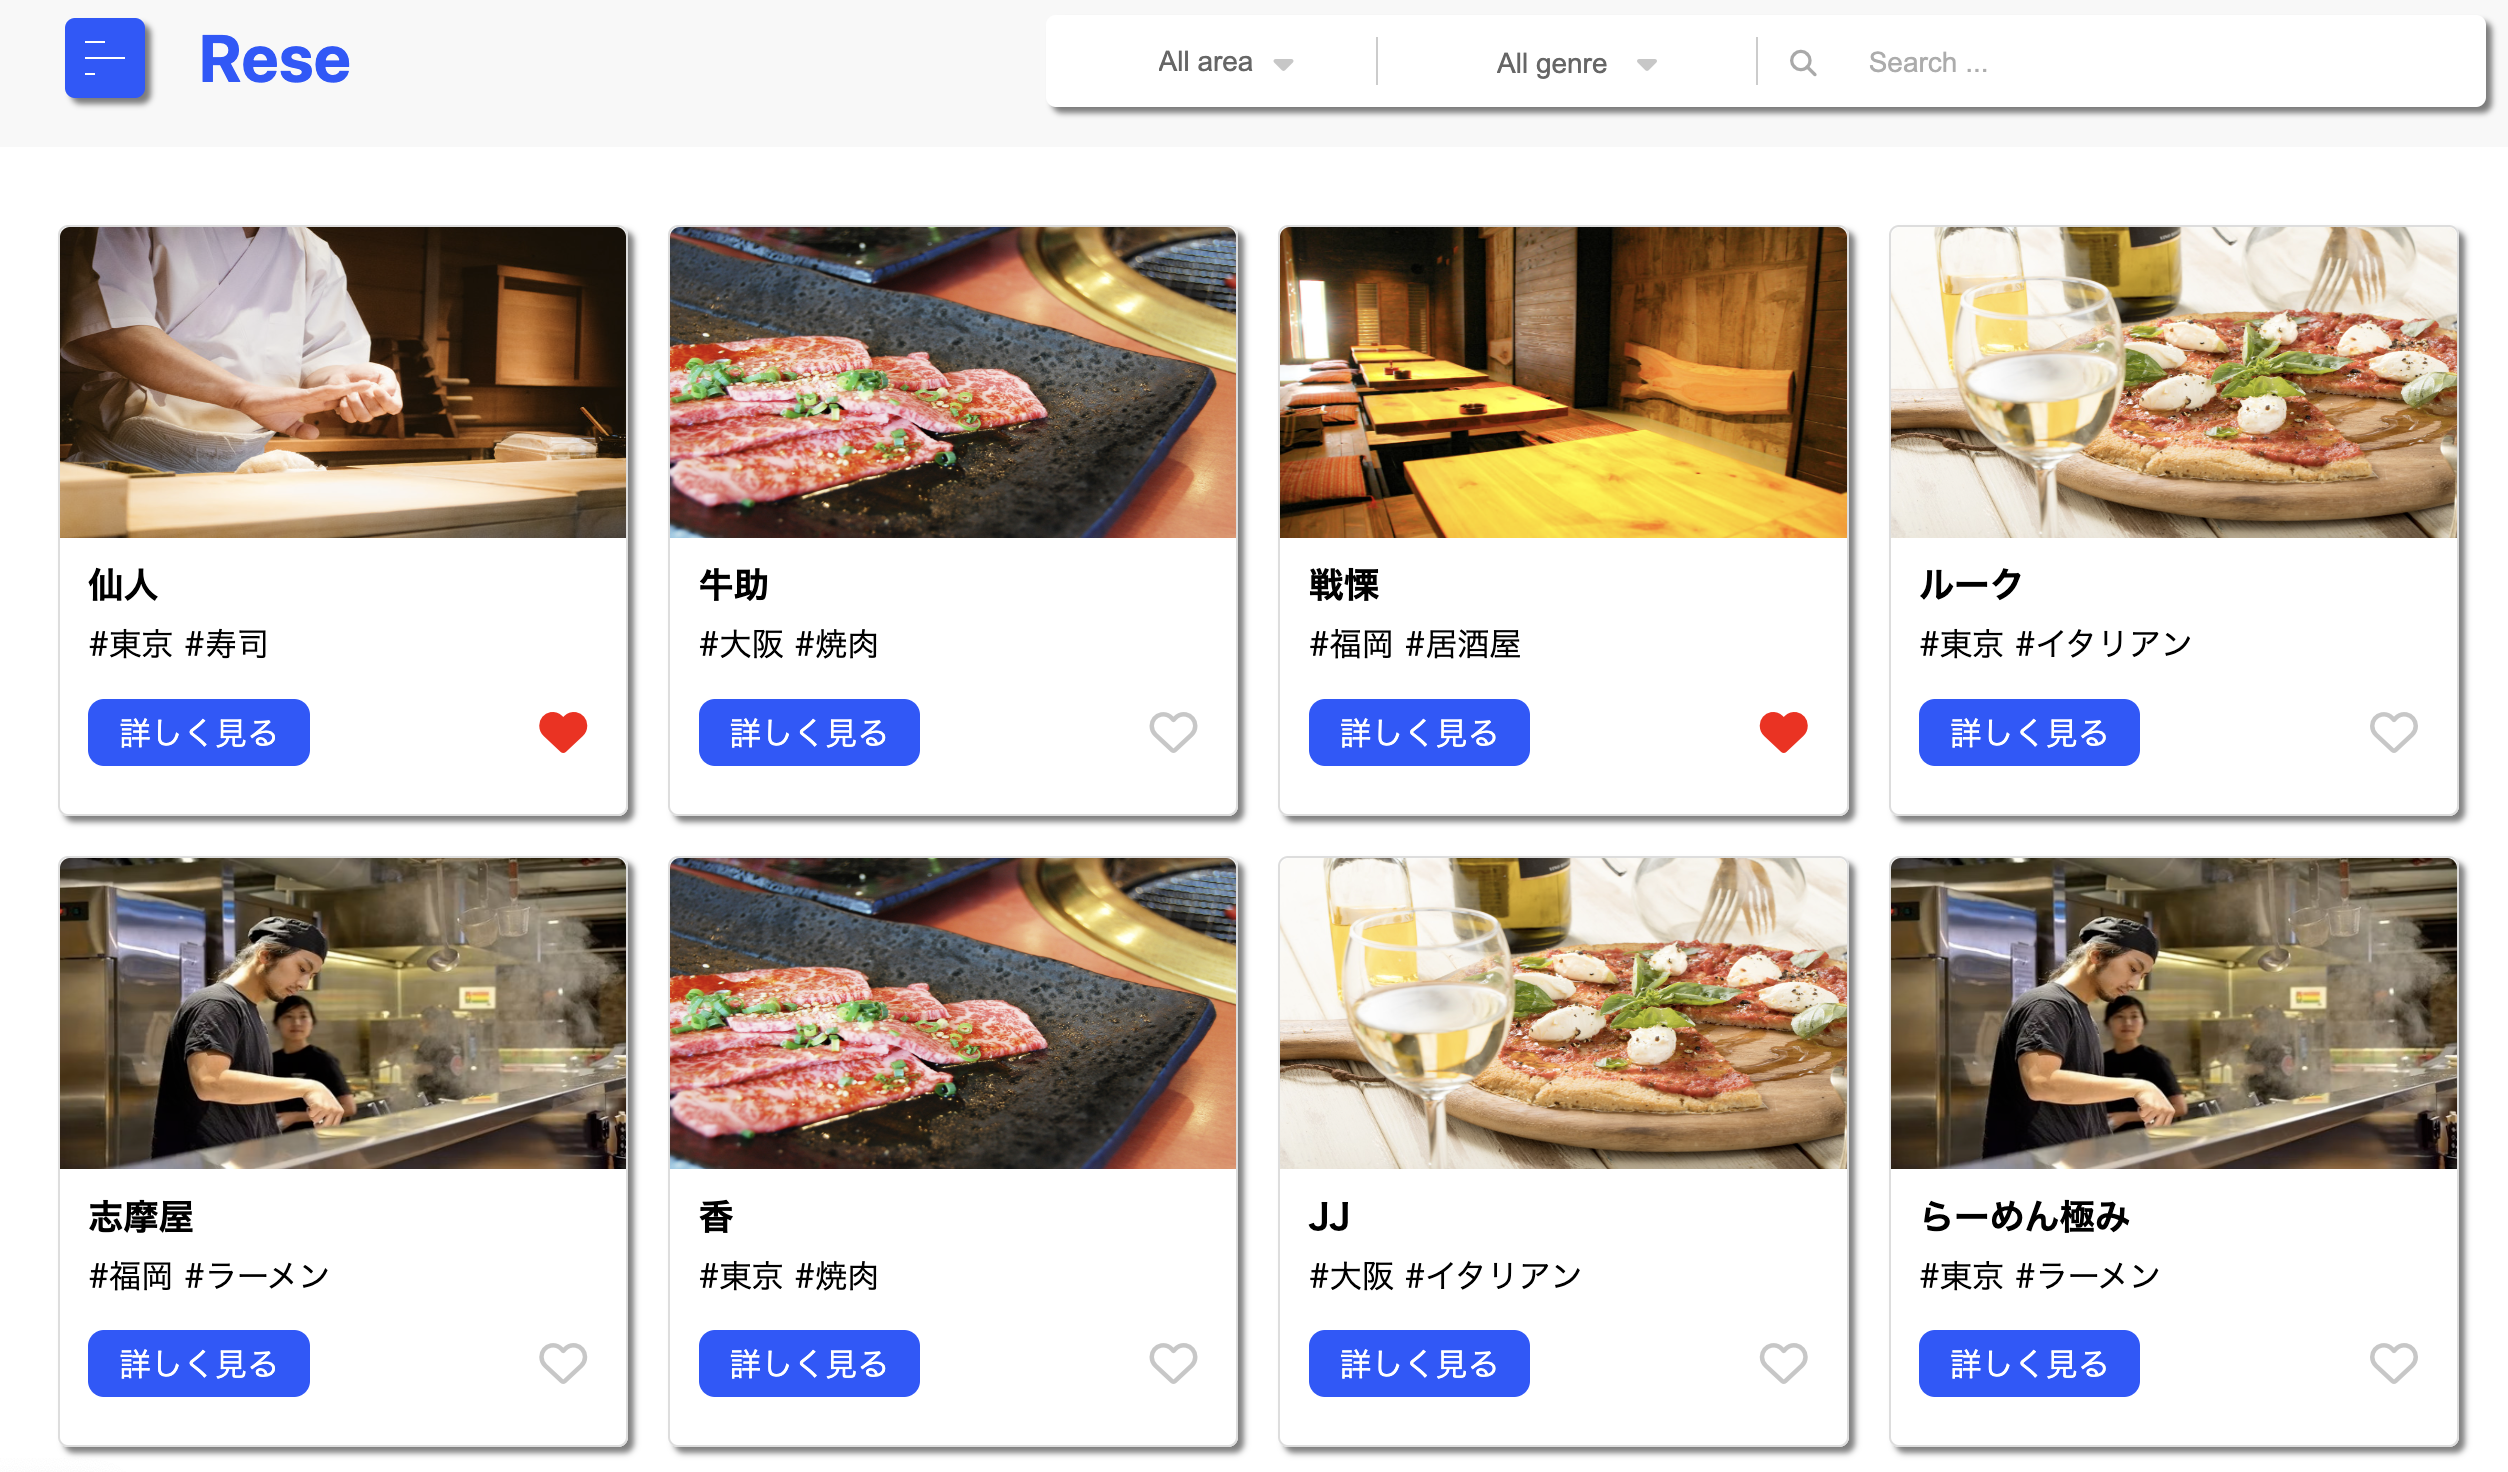 Rese
All area
All genre
Search ...
仙人
#東京 #寿司
詳しく見る
牛助
#大阪 #焼肉
詳しく見る
戦慄
#福岡 #居酒屋
詳しく見る
ルーク
#東京 #イタリアン
詳しく見る
志摩屋
#福岡 #ラーメン
詳しく見る
香
#東京 #焼肉
詳しく見る
JJ
#大阪 #イタリアン
詳しく見る
らーめん極み
#東京 #ラーメン
詳しく見る